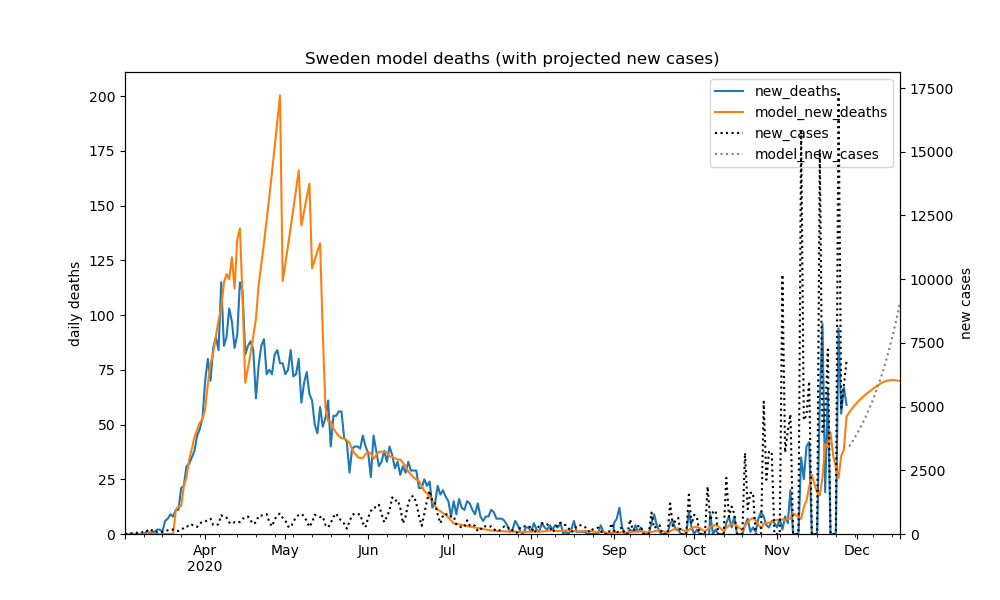 Sweden model deaths (with projected new cases)
new_deaths
model_new_deaths
new_cases
model_new_cases
daily deaths
200
175
150
125
100
75
50
25
0
new cases
17500
15000
12500
10000
7500
5000
2500
0
Apr May Jun Jul Aug Sep Oct Nov Dec
2020